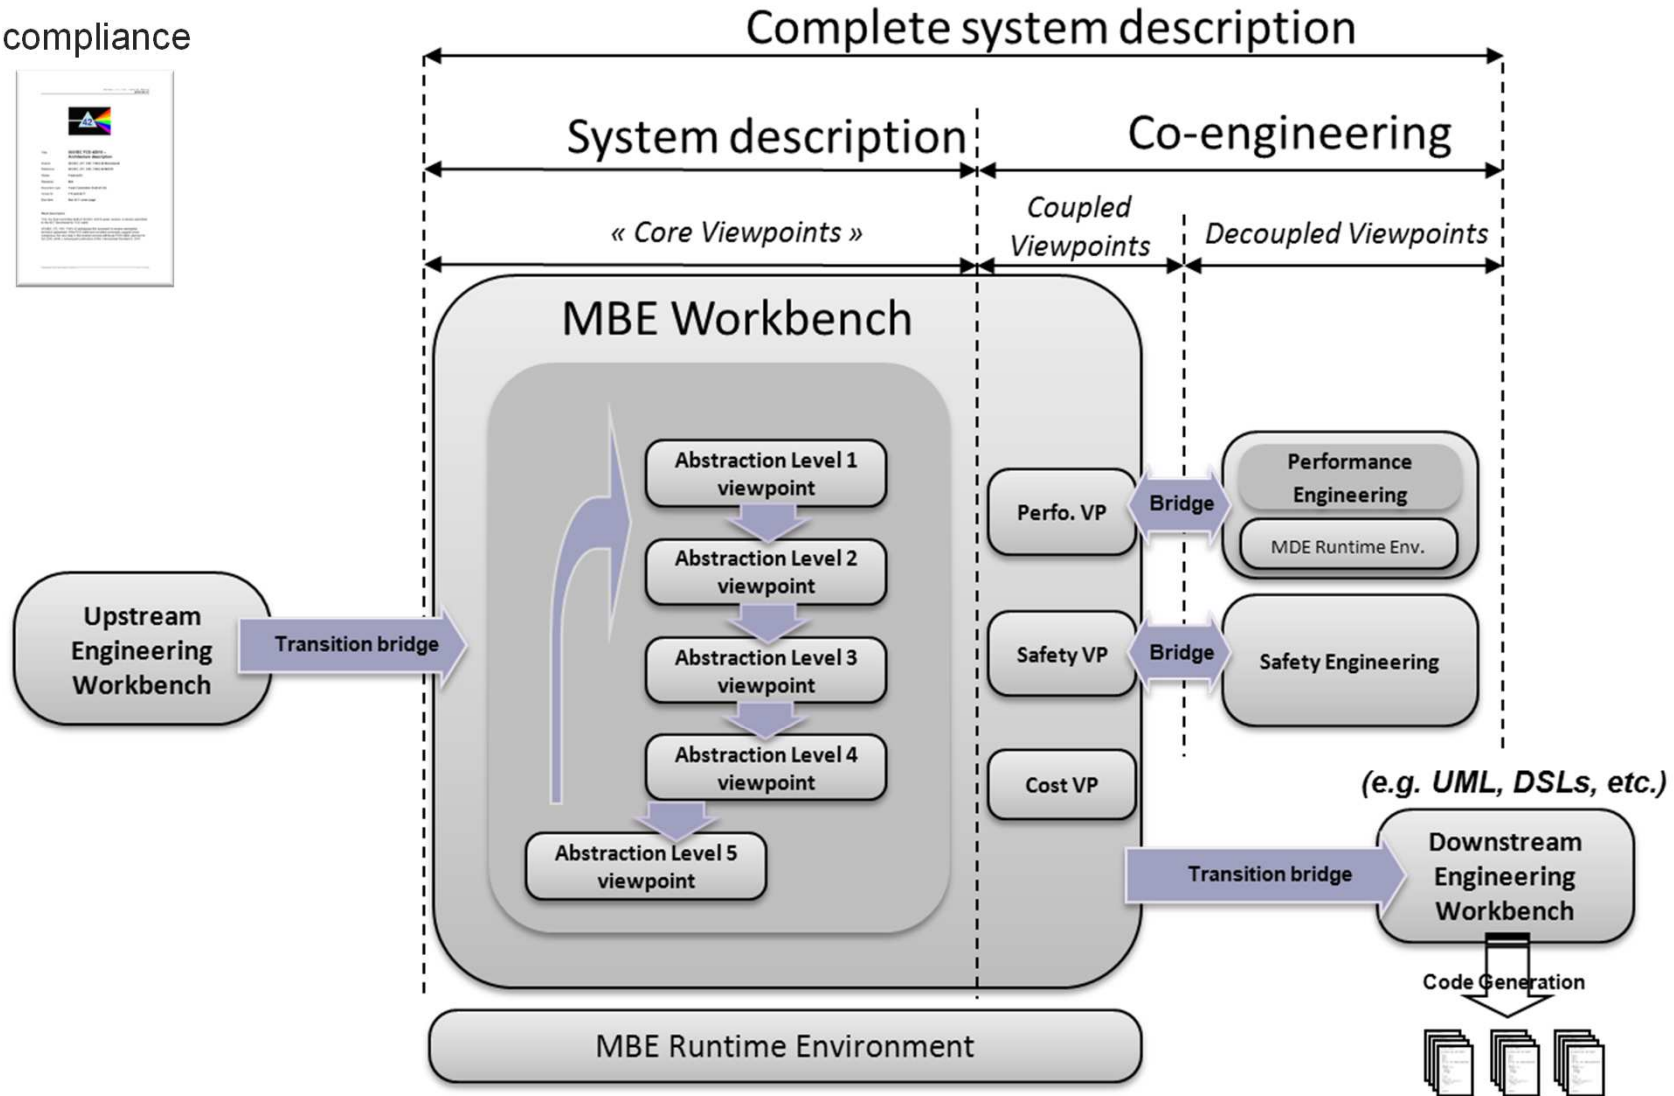 compliance
42
Complete system description
System description
Co-engineering
« Core Viewpoints »
Coupled
Viewpoints
Decoupled Viewpoints
MBE Workbench
Abstraction Level 1
viewpoint
Abstraction Level 2
viewpoint
Abstraction Level 3
viewpoint
Abstraction Level 4
viewpoint
Abstraction Level 5
viewpoint
Upstream
Engineering
Workbench
Transition bridge
Perfo. VP
Bridge
Performance
Engineering
MDE Runtime Env.
Safety VP
Bridge
Safety Engineering
Cost VP
(e.g. UML, DSLs, etc.)
Transition bridge
Downstream
Engineering
Workbench
Code Generation
MBE Runtime Environment